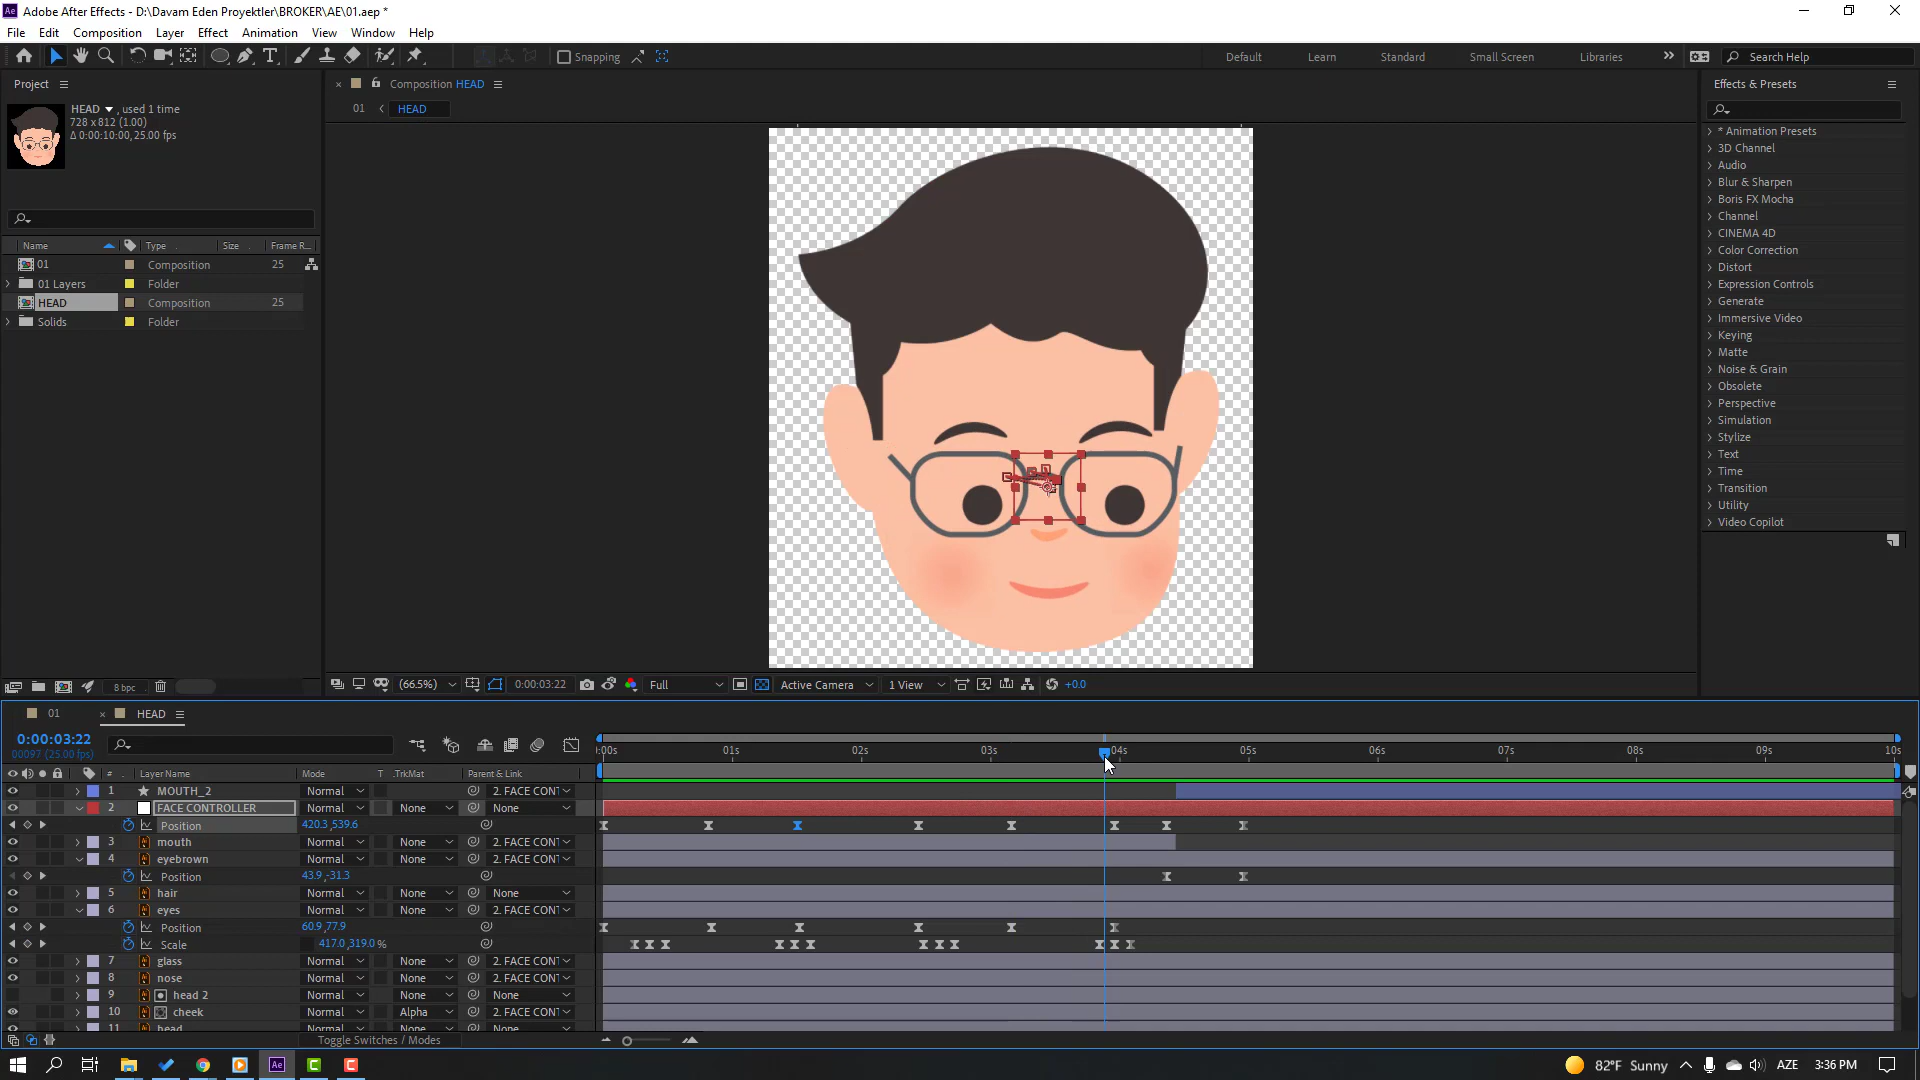 Adobe After Effects - D:\Davam Eden Proyektler\BROKER\AE\01.aep *
File Edit Composition Layer Effect Animation View Window Help
Snapping
Default Learn Standard Small Screen Libraries
Search Help
Project
HEAD , used 1 time
728 x 812 (1.00)
Δ 0:00:10:00, 25.00 fps
Name Type Size Frame R...
01 Composition 25
01 Layers Folder
HEAD Composition 25
Solids Folder
8 bpc
Composition HEAD
01 HEAD
(66.5%) 0:00:03:22 Full Active Camera 1 View +0.0
Effects & Presets
* Animation Presets
3D Channel
Audio
Blur & Sharpen
Boris FX Mocha
Channel
CINEMA 4D
Color Correction
Distort
Expression Controls
Generate
Immersive Video
Keying
Matte
Noise & Grain
Obsolete
Perspective
Simulation
Stylize
Text
Time
Transition
Utility
Video Copilot
01 HEAD
0:00:03:22
00097 (25.00 fps)
:00s 01s 02s 03s 04s 05s 06s 07s 08s 09s 10s
# Layer Name Mode T .TrkMat Parent & Link
1 MOUTH_2 Normal 2. FACE CONT
2 FACE CONTROLLER Normal None None
Position 420.3,539.6
3 mouth Normal None 2. FACE CONT
4 eyebrown Normal None 2. FACE CONT
Position 43.9,-31.3
5 hair Normal None None
6 eyes Normal None 2. FACE CONT
Position 60.9,77.9
Scale 417.0,319.0 %
7 glass Normal None 2. FACE CONT
8 nose Normal None 2. FACE CONT
9 head 2 Normal None None
10 cheek Normal Alpha 2. FACE CONT
11 head
Toggle Switches / Modes
82°F Sunny AZE 3:36 PM